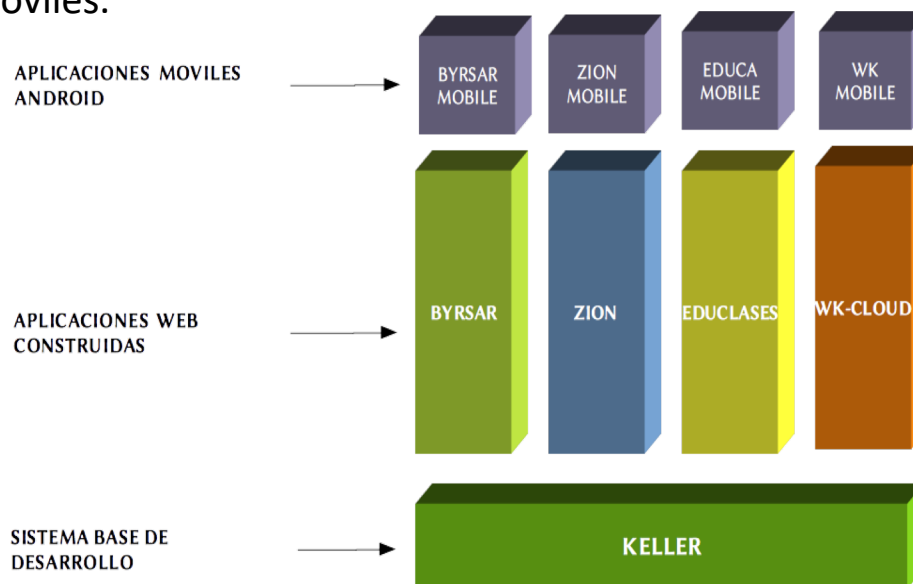 óviles.
APLICACIONES MOVILES
ANDROID
BYRSAR
MOBILE
ZION
MOBILE
EDUCA
MOBILE
WK
MOBILE
APLICACIONES WEB
CONSTRUIDAS
BYRSAR
ZION
EDUCLASES
WK-CLOUD
SISTEMA BASE DE
DESARROLLO
KELLER